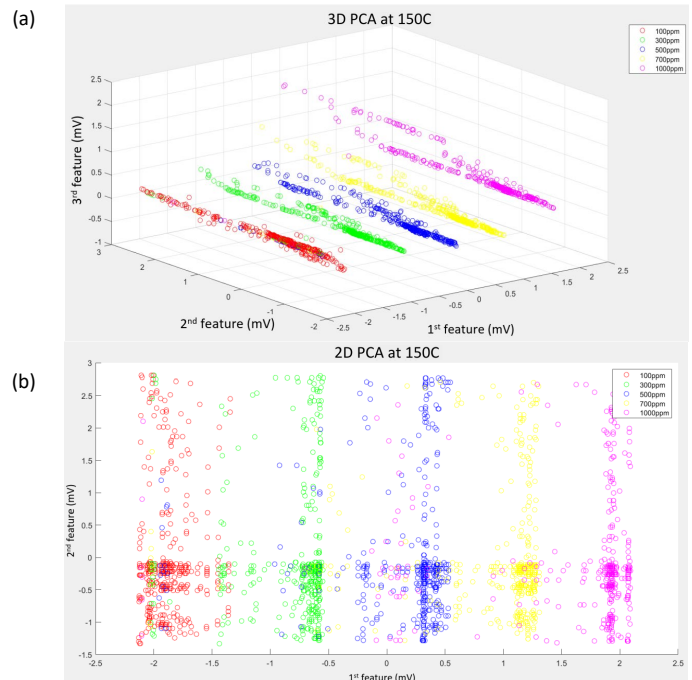 (a)
3D PCA at 150C
100ppm
300ppm
500ppm
700ppm
1000ppm
2.5
2
1.5
1
0.5
0
-0.5
-1
3rd feature (mV)
3
2
1
0
-1
-2
2nd feature (mV)
-2.5
-2
-1.5
-1
-0.5
0
0.5
1
1.5
2
2.5
1st feature (mV)
(b)
2D PCA at 150C
100ppm
300ppm
500ppm
700ppm
1000ppm
3
2.5
2
1.5
1
0.5
0
-0.5
-1
-1.5
2nd feature (mV)
-2.5
-2
-1.5
-1
-0.5
0
0.5
1
1.5
2
2.5
1st feature (mV)